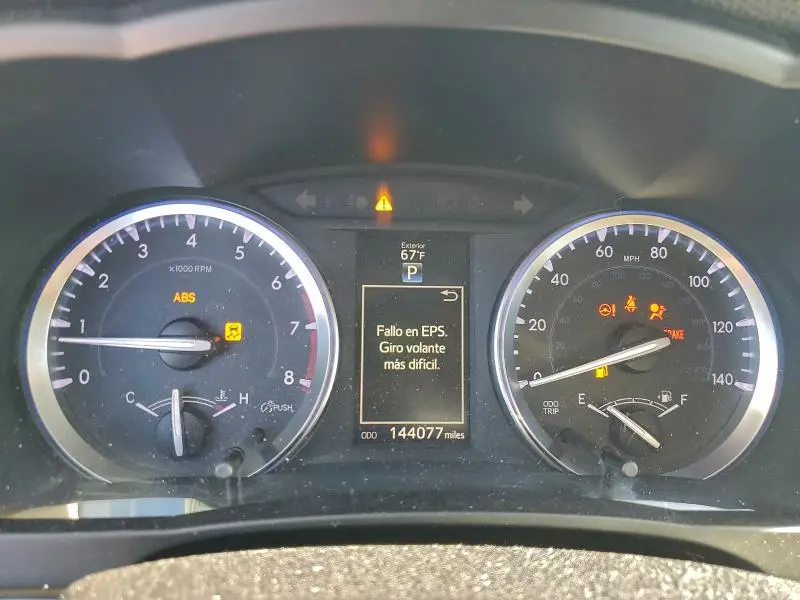 Exterior
67°F
P
Fallo en EPS.
Giro volante
más difícil.
ODO 144077 miles
0
1
2
3
4
5
6
7
8
x1000 RPM
ABS
C
H
PUSH
0
20
40
60
80
100
120
140
MPH
ODO
TRIP
E
F